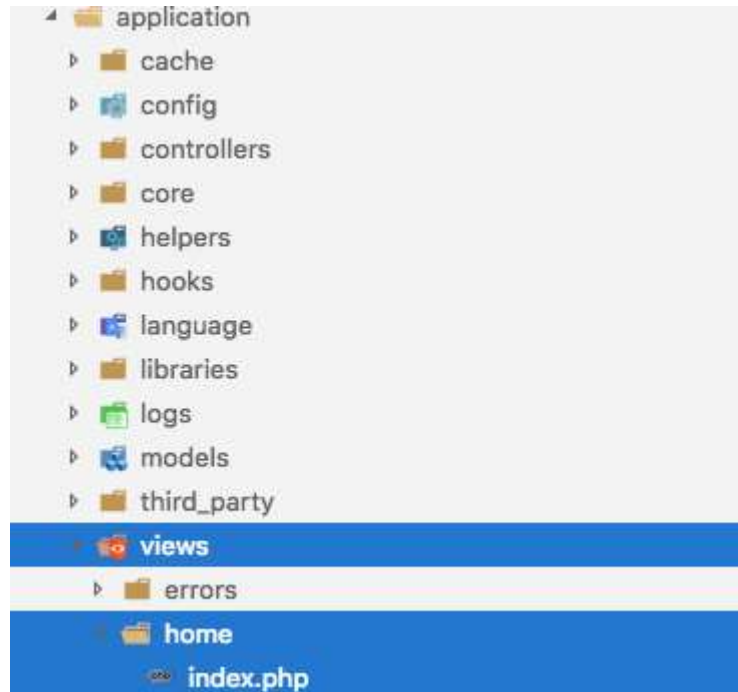 application
cache
config
controllers
core
helpers
hooks
language
libraries
logs
models
third_party
views
errors
home
index.php